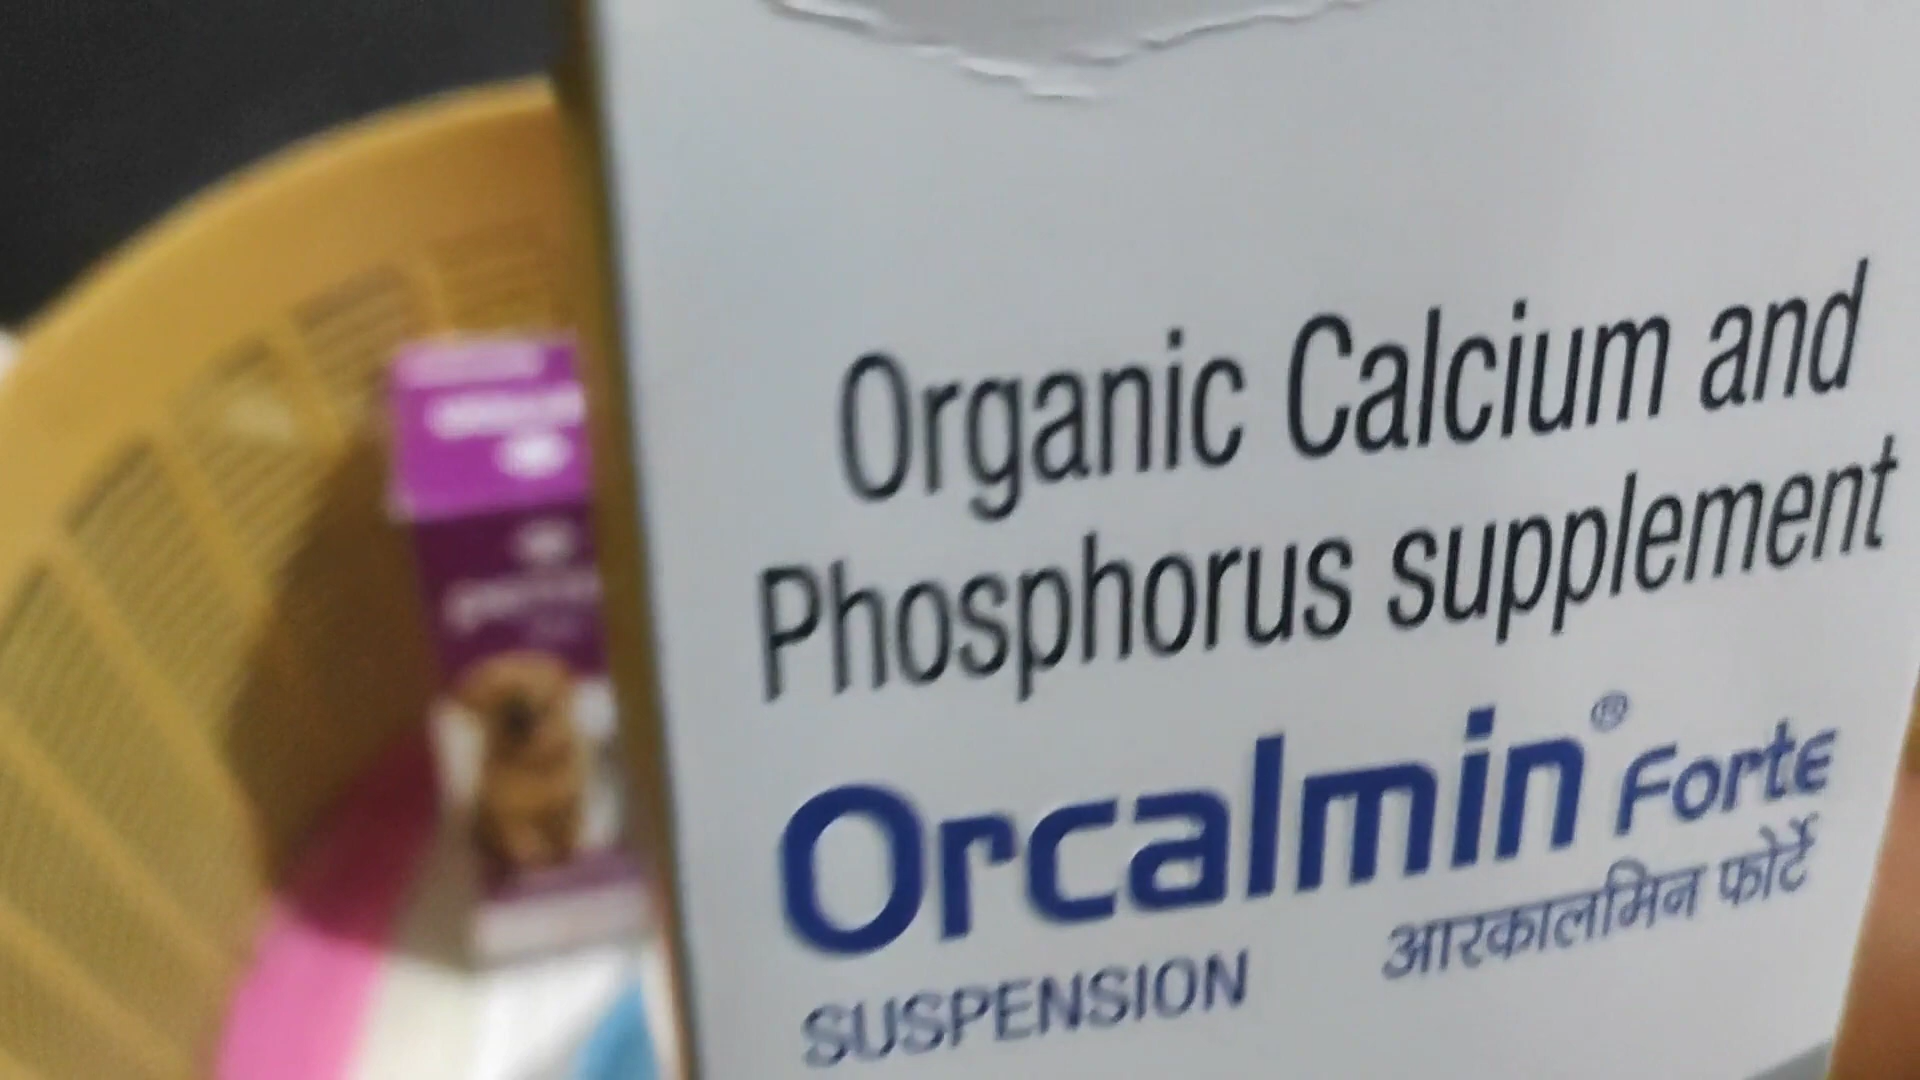 Organic Calcium and
Phosphorus supplement
Orcalmin® Forte
आरकालमिन फोर्टे
SUSPENSION